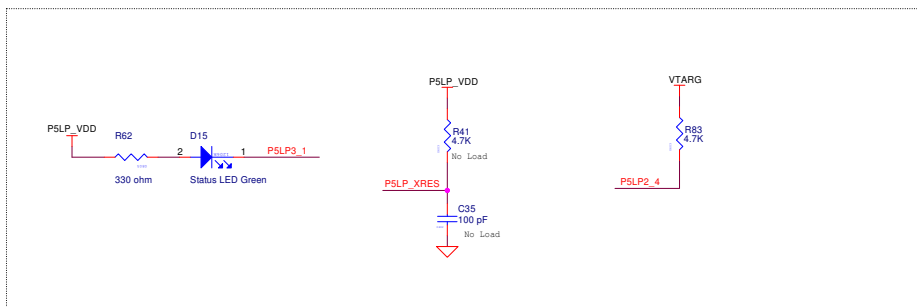 P5LP_VDD
R62
330 ohm
2
D15
1
Status LED Green
P5LP3_1
P5LP_VDD
R41
4.7K
No Load
P5LP_XRES
C35
100 pF
No Load
VTARG
R83
4.7K
P5LP2_4